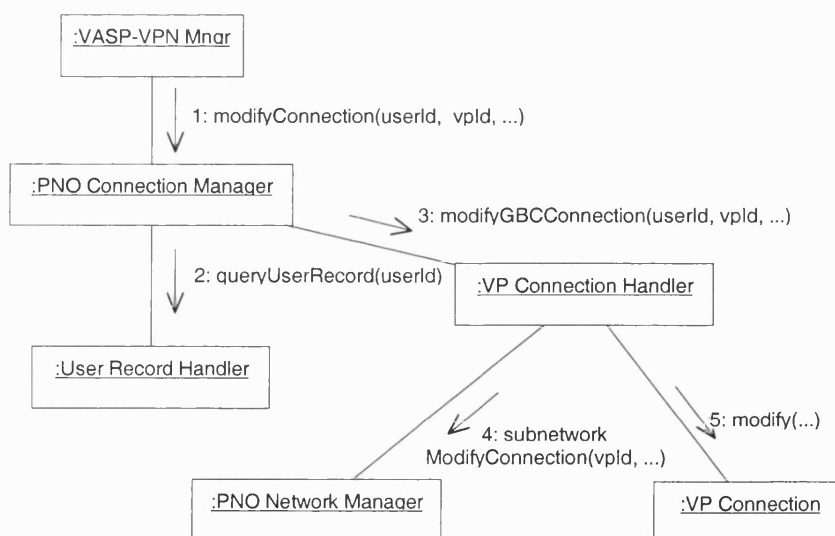 :VASP-VPN Mngr
1: modifyConnection(userId, vpId, ...)
:PNO Connection Manager
3: modifyGBCConnection(userId, vpId, ...)
2: queryUserRecord(userId)
:VP Connection Handler
:User Record Handler
4: subnetwork
ModifyConnection(vpId, ...)
5: modify(...)
:PNO Network Manager
:VP Connection